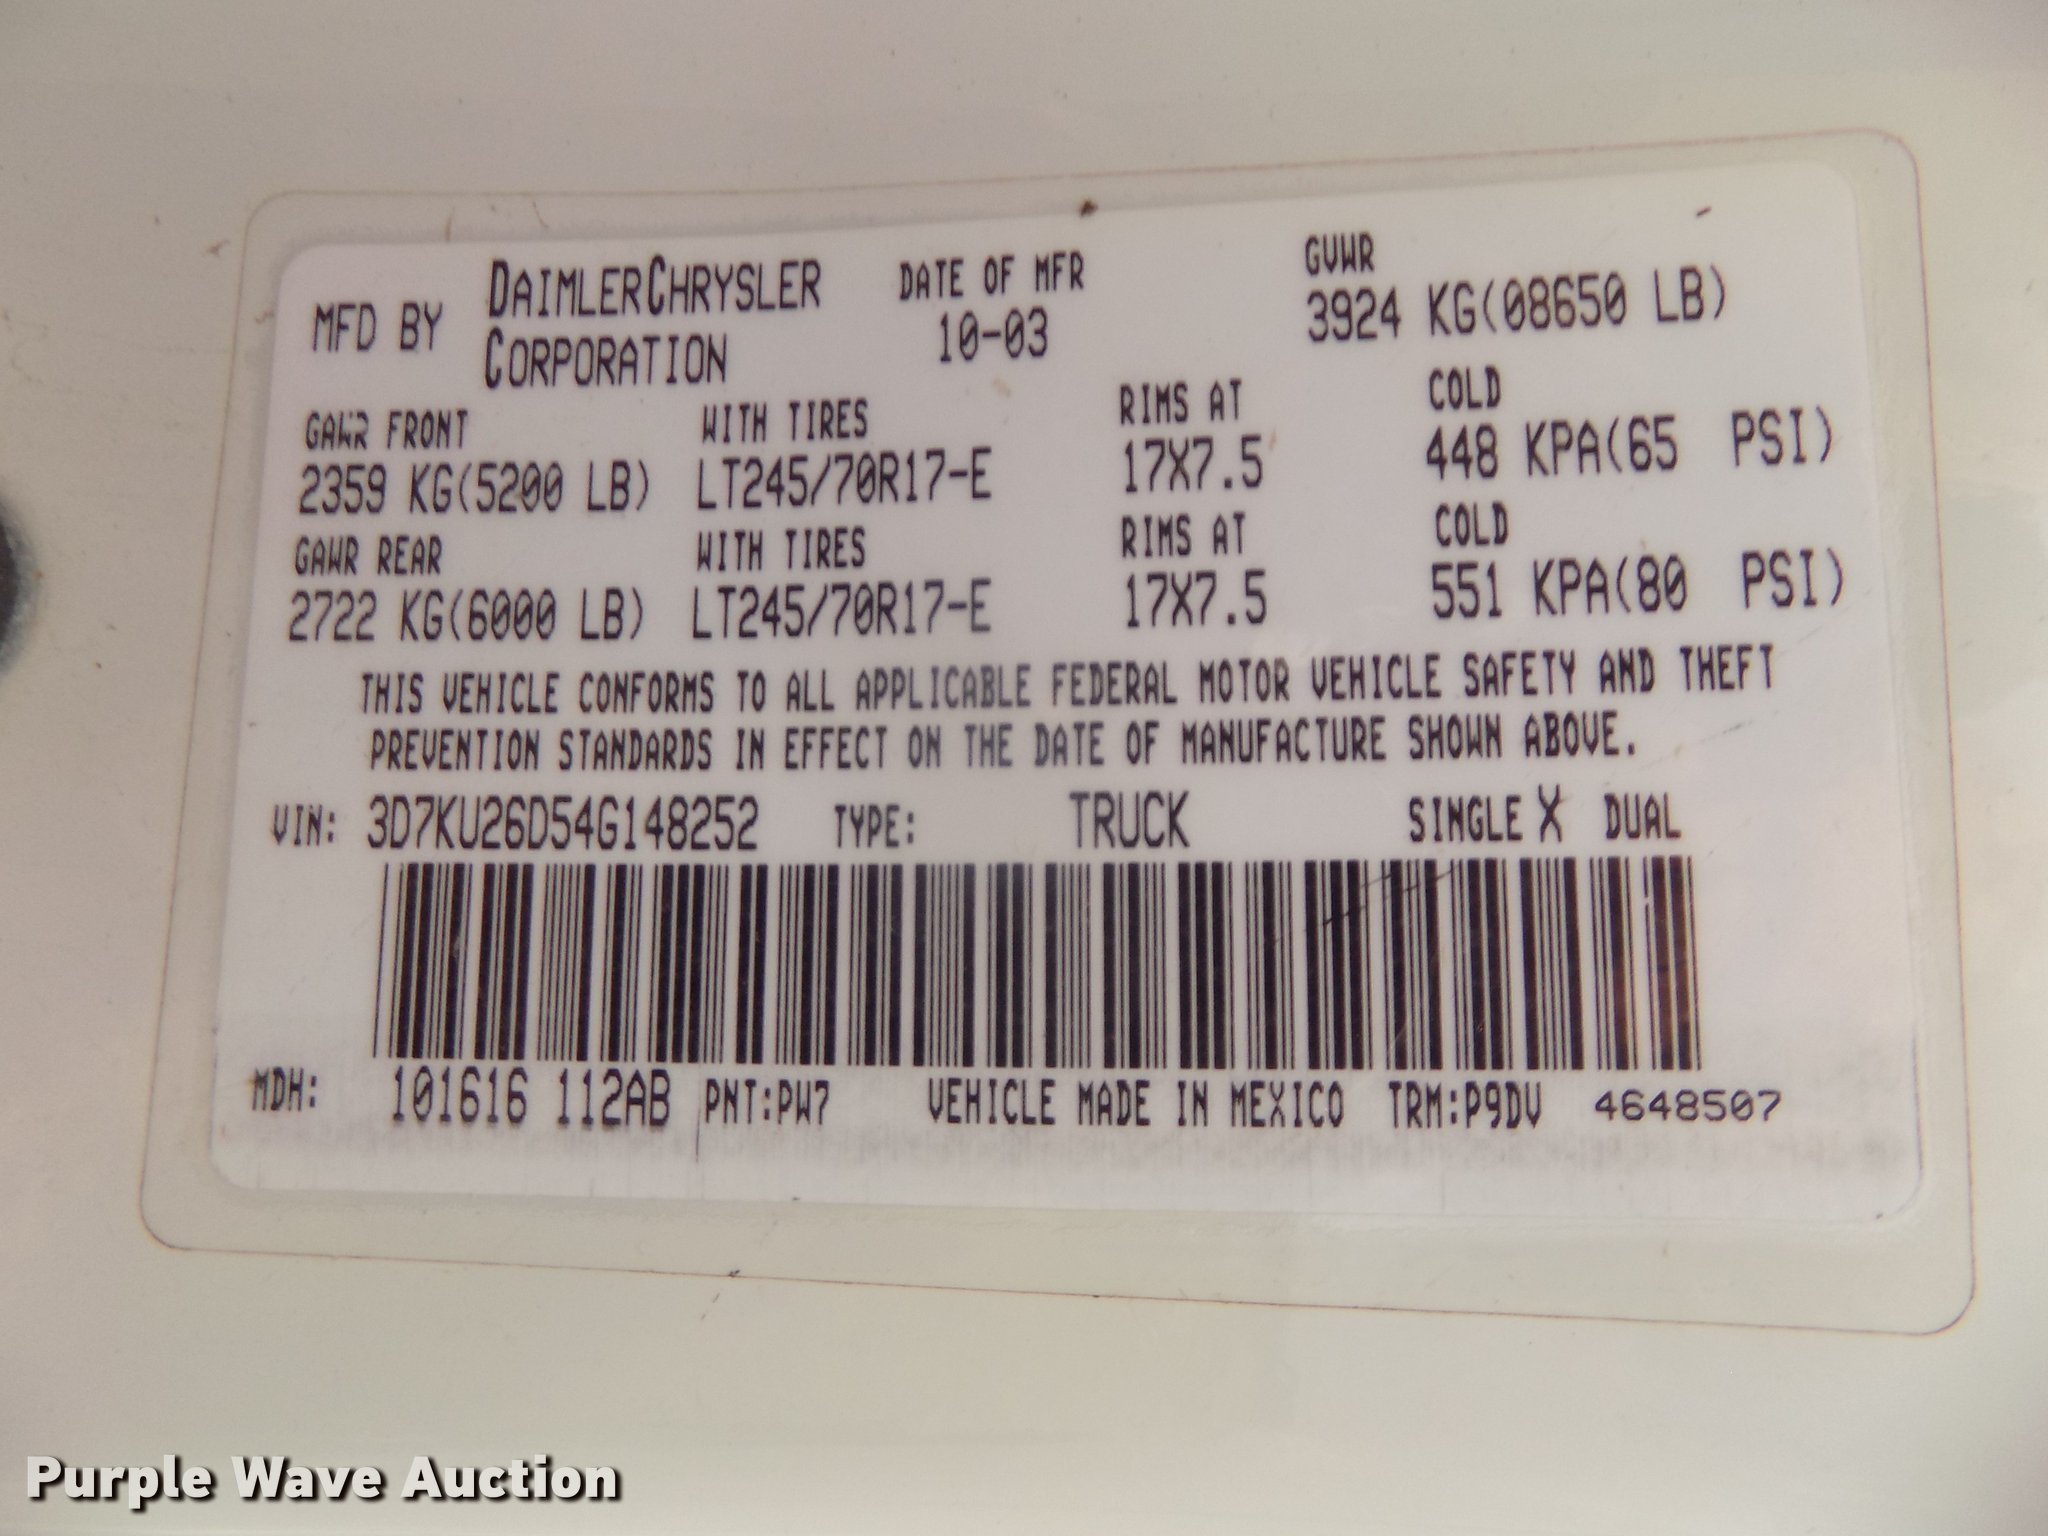 MFD BY DAIMLERCHRYSLER CORPORATION DATE OF MFR 10-03 GVWR 3924 KG(08650 LB)
GAWR FRONT WITH TIRES RIMS AT COLD
2359 KG(5200 LB) LT245/70R17-E 17X7.5 448 KPA(65 PSI)
GAWR REAR WITH TIRES RIMS AT COLD
2722 KG(6000 LB) LT245/70R17-E 17X7.5 551 KPA(80 PSI)
THIS VEHICLE CONFORMS TO ALL APPLICABLE FEDERAL MOTOR VEHICLE SAFETY AND THEFT
PREVENTION STANDARDS IN EFFECT ON THE DATE OF MANUFACTURE SHOWN ABOVE.
VIN: 3D7KU26D54G148252 TYPE: TRUCK SINGLE X DUAL
MDH: 101616 112AB PNT:PW7 VEHICLE MADE IN MEXICO TRM:P9DV 4648507
Purple Wave Auction